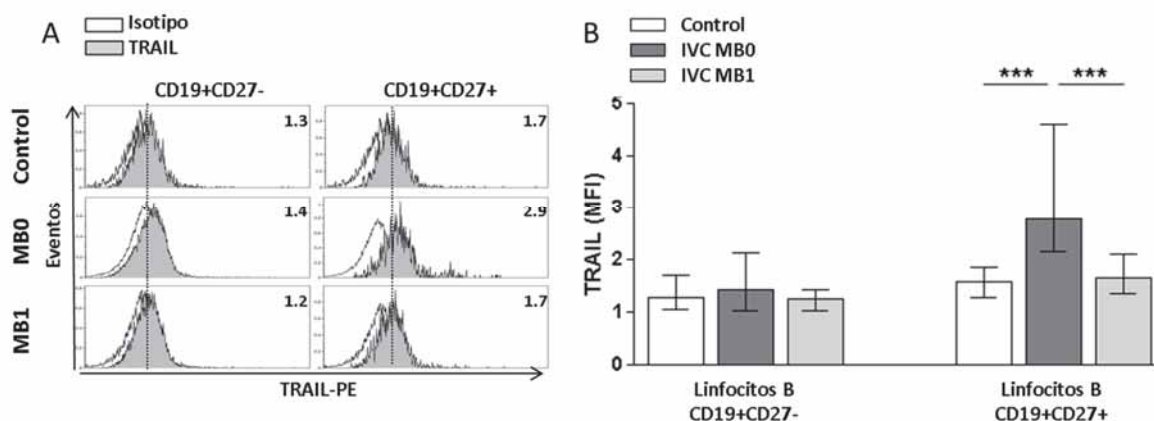 A
Isotipo
TRAIL
CD19+CD27-
CD19+CD27+
Control
1.3
1.7
MB0
1.4
2.9
MB1
1.2
1.7
Eventos
TRAIL-PE
B
Control
IVC MB0
IVC MB1
*** ***
TRAIL (MFI)
5
4
3
2
1
0
Linfocitos B
CD19+CD27-
Linfocitos B
CD19+CD27+